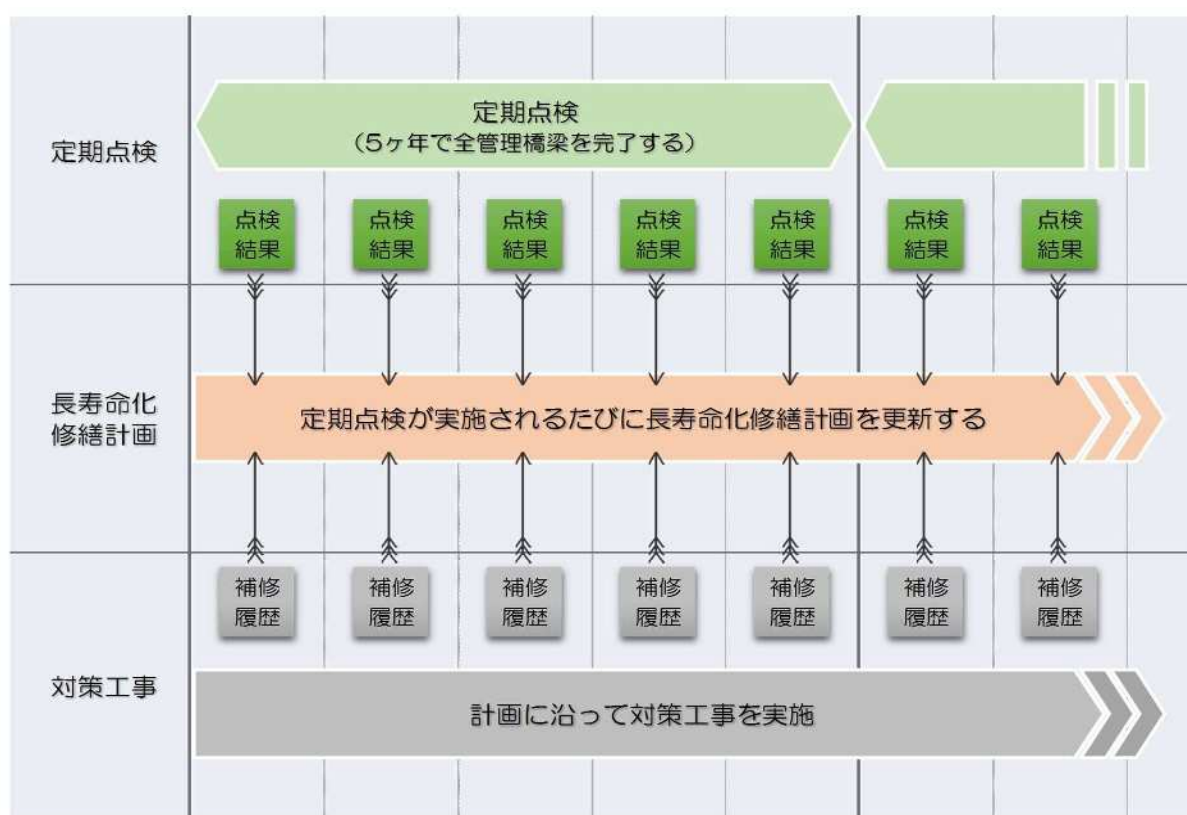 定期点検
定期点検
（5ヶ年で全管理橋梁を完了する）
点検
結果
点検
結果
点検
結果
点検
結果
点検
結果
点検
結果
点検
結果
長寿命化
修繕計画
定期点検が実施されるたびに長寿命化修繕計画を更新する
対策工事
補修
履歴
補修
履歴
補修
履歴
補修
履歴
補修
履歴
補修
履歴
補修
履歴
計画に沿って対策工事を実施